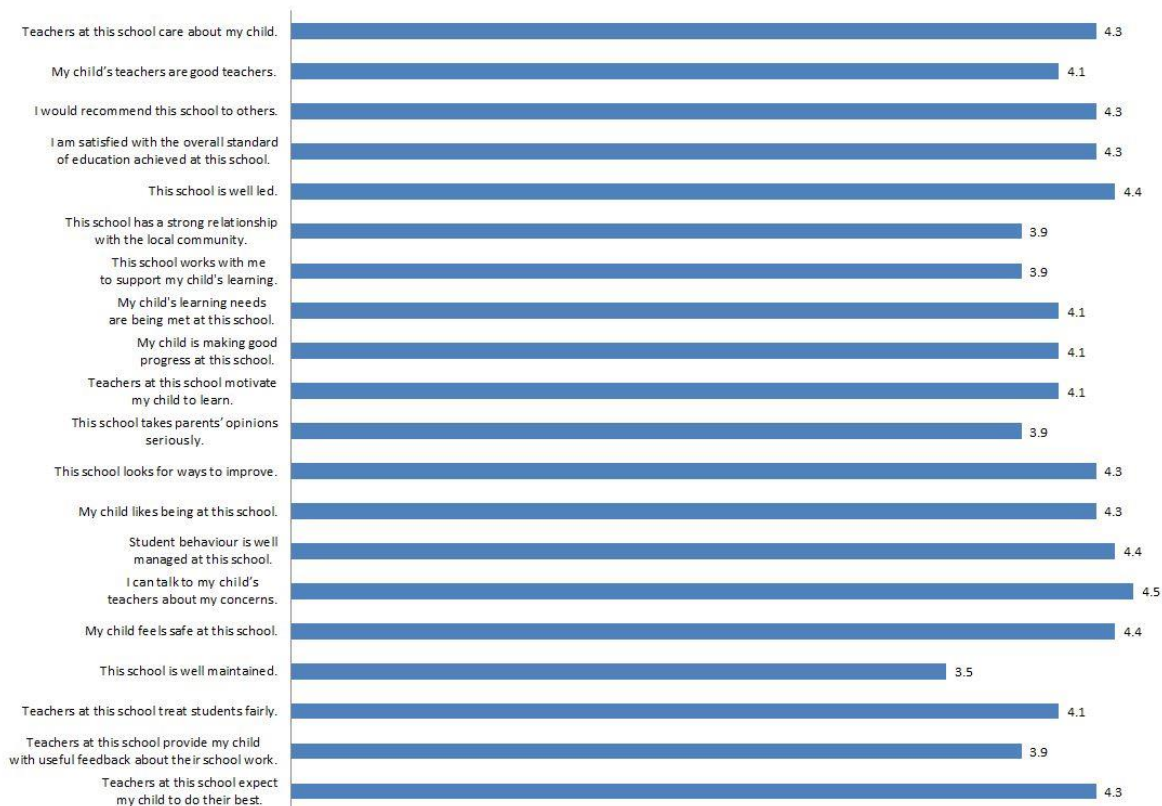 Teachers at this school care about my child.
4.3
My child’s teachers are good teachers.
4.1
I would recommend this school to others.
4.3
I am satisfied with the overall standard
of education achieved at this school.
4.3
This school is well led.
4.4
This school has a strong relationship
with the local community.
3.9
This school works with me
to support my child's learning.
3.9
My child's learning needs
are being met at this school.
4.1
My child is making good
progress at this school.
4.1
Teachers at this school motivate
my child to learn.
4.1
This school takes parents’ opinions
seriously.
3.9
This school looks for ways to improve.
4.3
My child likes being at this school.
4.3
Student behaviour is well
managed at this school.
4.4
I can talk to my child’s
teachers about my concerns.
4.5
My child feels safe at this school.
4.4
This school is well maintained.
3.5
Teachers at this school treat students fairly.
4.1
Teachers at this school provide my child
with useful feedback about their school work.
3.9
Teachers at this school expect
my child to do their best.
4.3